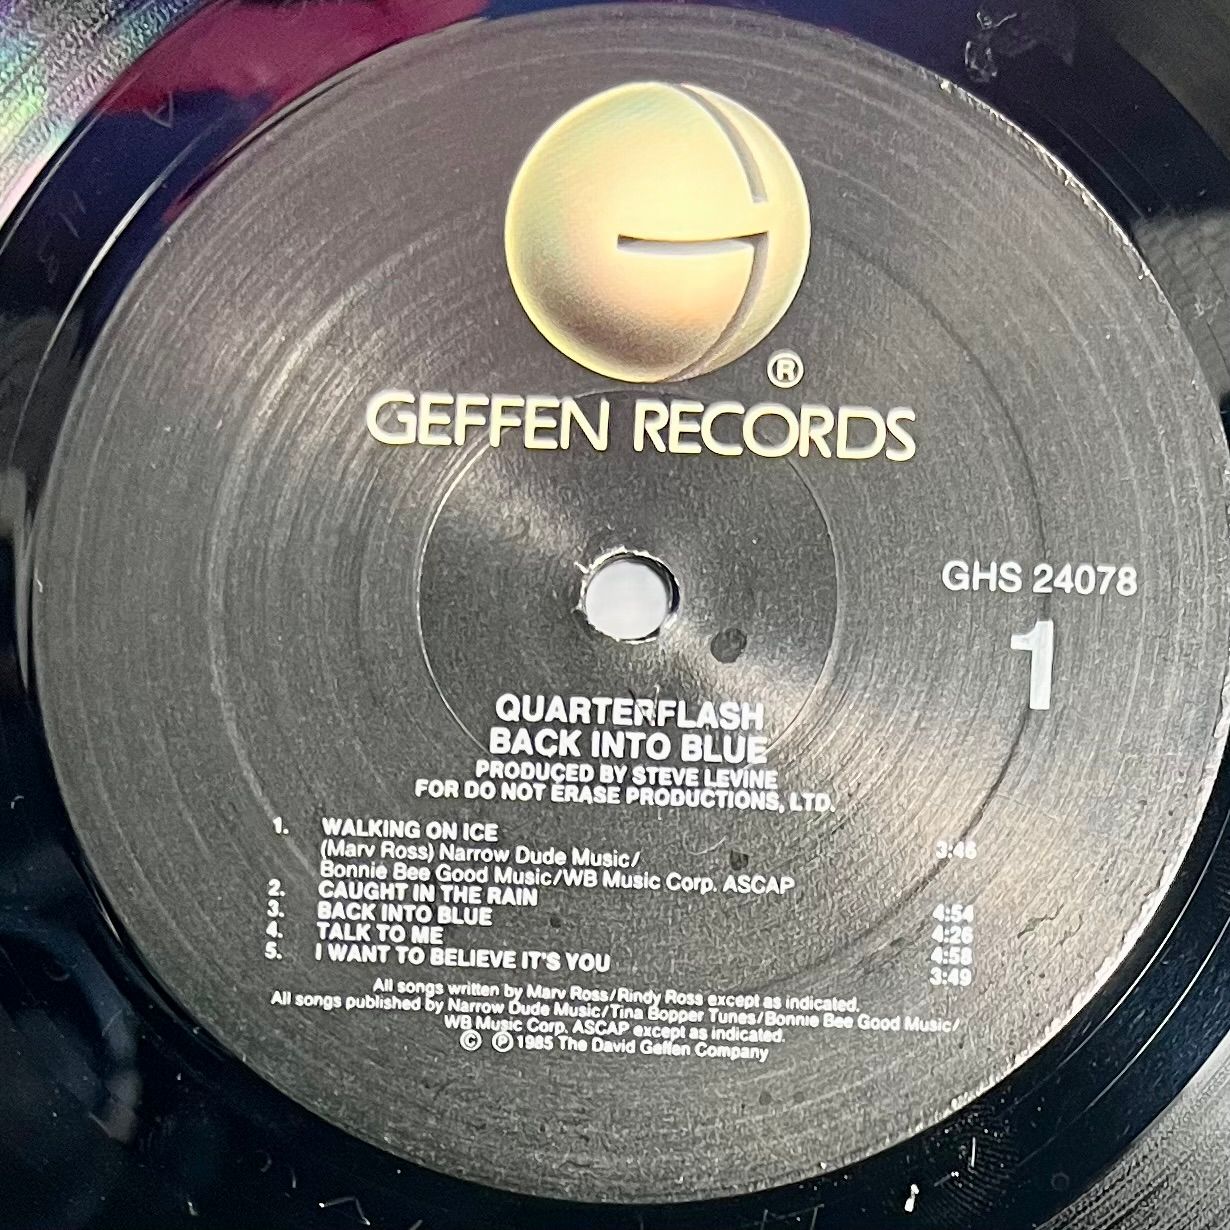 ®
GEFFEN RECORDS
GHS 24078
1
QUARTERFLASH
BACK INTO BLUE
PRODUCED BY STEVE LEVINE
FOR DO NOT ERASE PRODUCTIONS, LTD.
1. WALKING ON ICE 3:46
(Marv Ross) Narrow Dude Music/
Bonnie Bee Good Music/WB Music Corp. ASCAP
2. CAUGHT IN THE RAIN 4:54
3. BACK INTO BLUE 4:26
4. TALK TO ME 4:58
5. I WANT TO BELIEVE IT'S YOU 3:49
All songs written by Marv Ross/Rindy Ross except as indicated.
All songs published by Narrow Dude Music/Tina Bopper Tunes/Bonnie Bee Good Music/
WB Music Corp. ASCAP except as indicated.
© ℗ 1985 The David Geffen Company